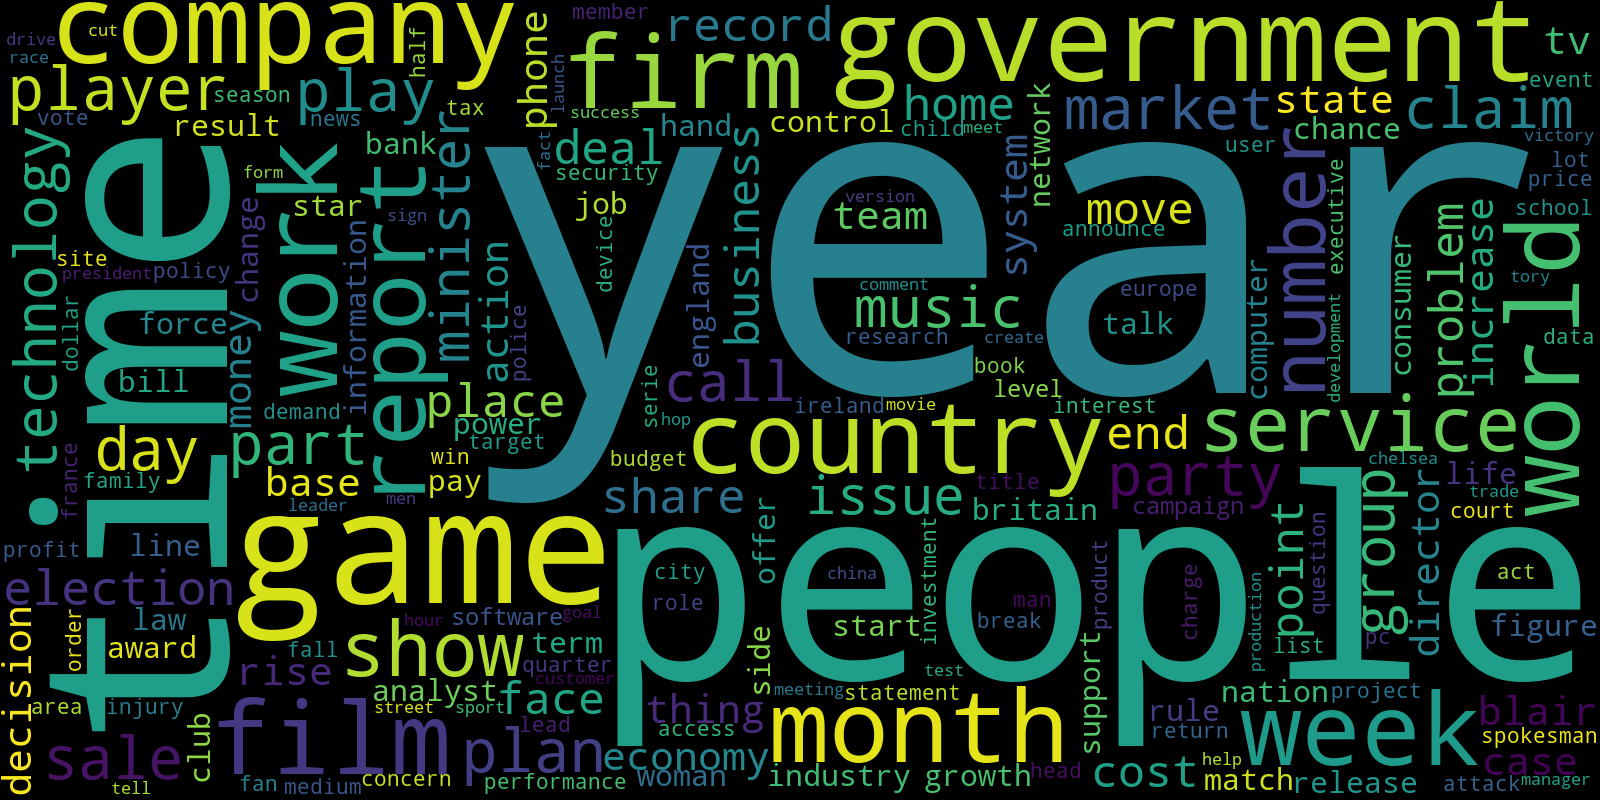 company
government
firm
record
member
phone
half
cut
drive
race
player
season
play
result
news
tax
vote
launch
success
tv
event
home
market
state
claim
control
child
meet
hand
deal
fact
security
bank
minister
form
technology
time
work
report
year
business
system
network
user
number
chance
victory
lot
price
school
executive
announce
move
team
version
job
star
sign
change
site
president
policy
information
action
device
police
england
music
comment
europe
talk
research
create
computer
consumer
problem
increase
world
tory
data
development
dollar
force
money
bill
demand
place
power
target
serie
hop
call
ireland
movie
book
level
interest
day
part
base
win
pay
budget
country
end
service
france
family
leader
men
share
issue
title
britain
party
campaign
chelsea
life
trade
court
profit
line
game
people
offer
investment
city
role
china
man
break
product
charge
production
point
question
group
pc
director
act
figure
election
law
award
order
decision
fall
hour
software
goal
show
term
quarter
customer
start
side
test
list
support
area
injury
rise
analyst
street
sport
face
lead
thing
access
meeting
statement
month
nation
project
rule
return
week
blair
spokesman
case
sale
club
film
plan
economy
woman
industry
growth
head
cost
help
match
release
attack
manager
tell
fan
medium
concern
performance